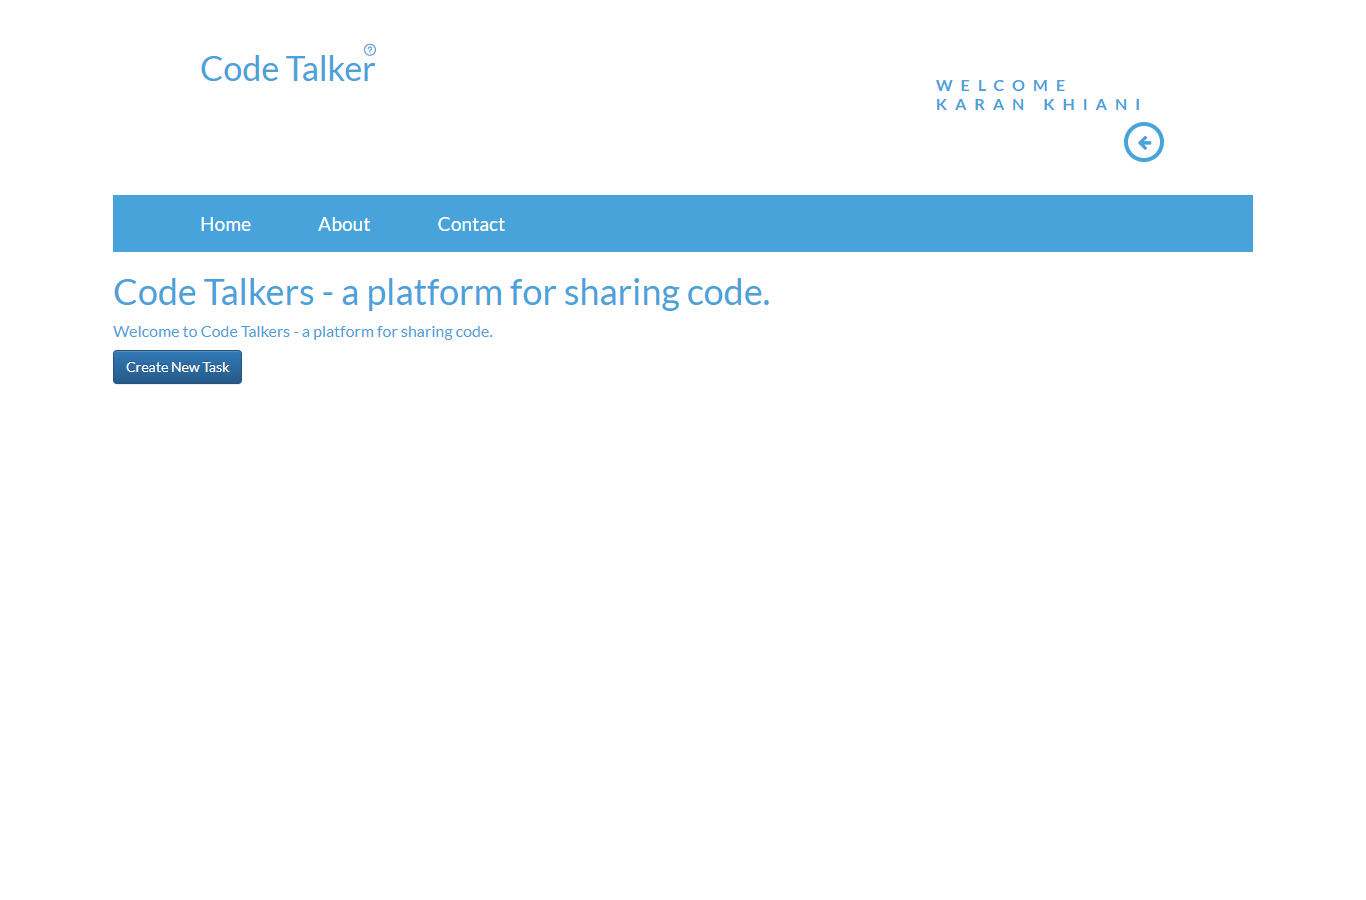 Code Talker
WELCOME
KARAN KHIANI
Home About Contact
Code Talkers - a platform for sharing code.
Welcome to Code Talkers - a platform for sharing code.
Create New Task